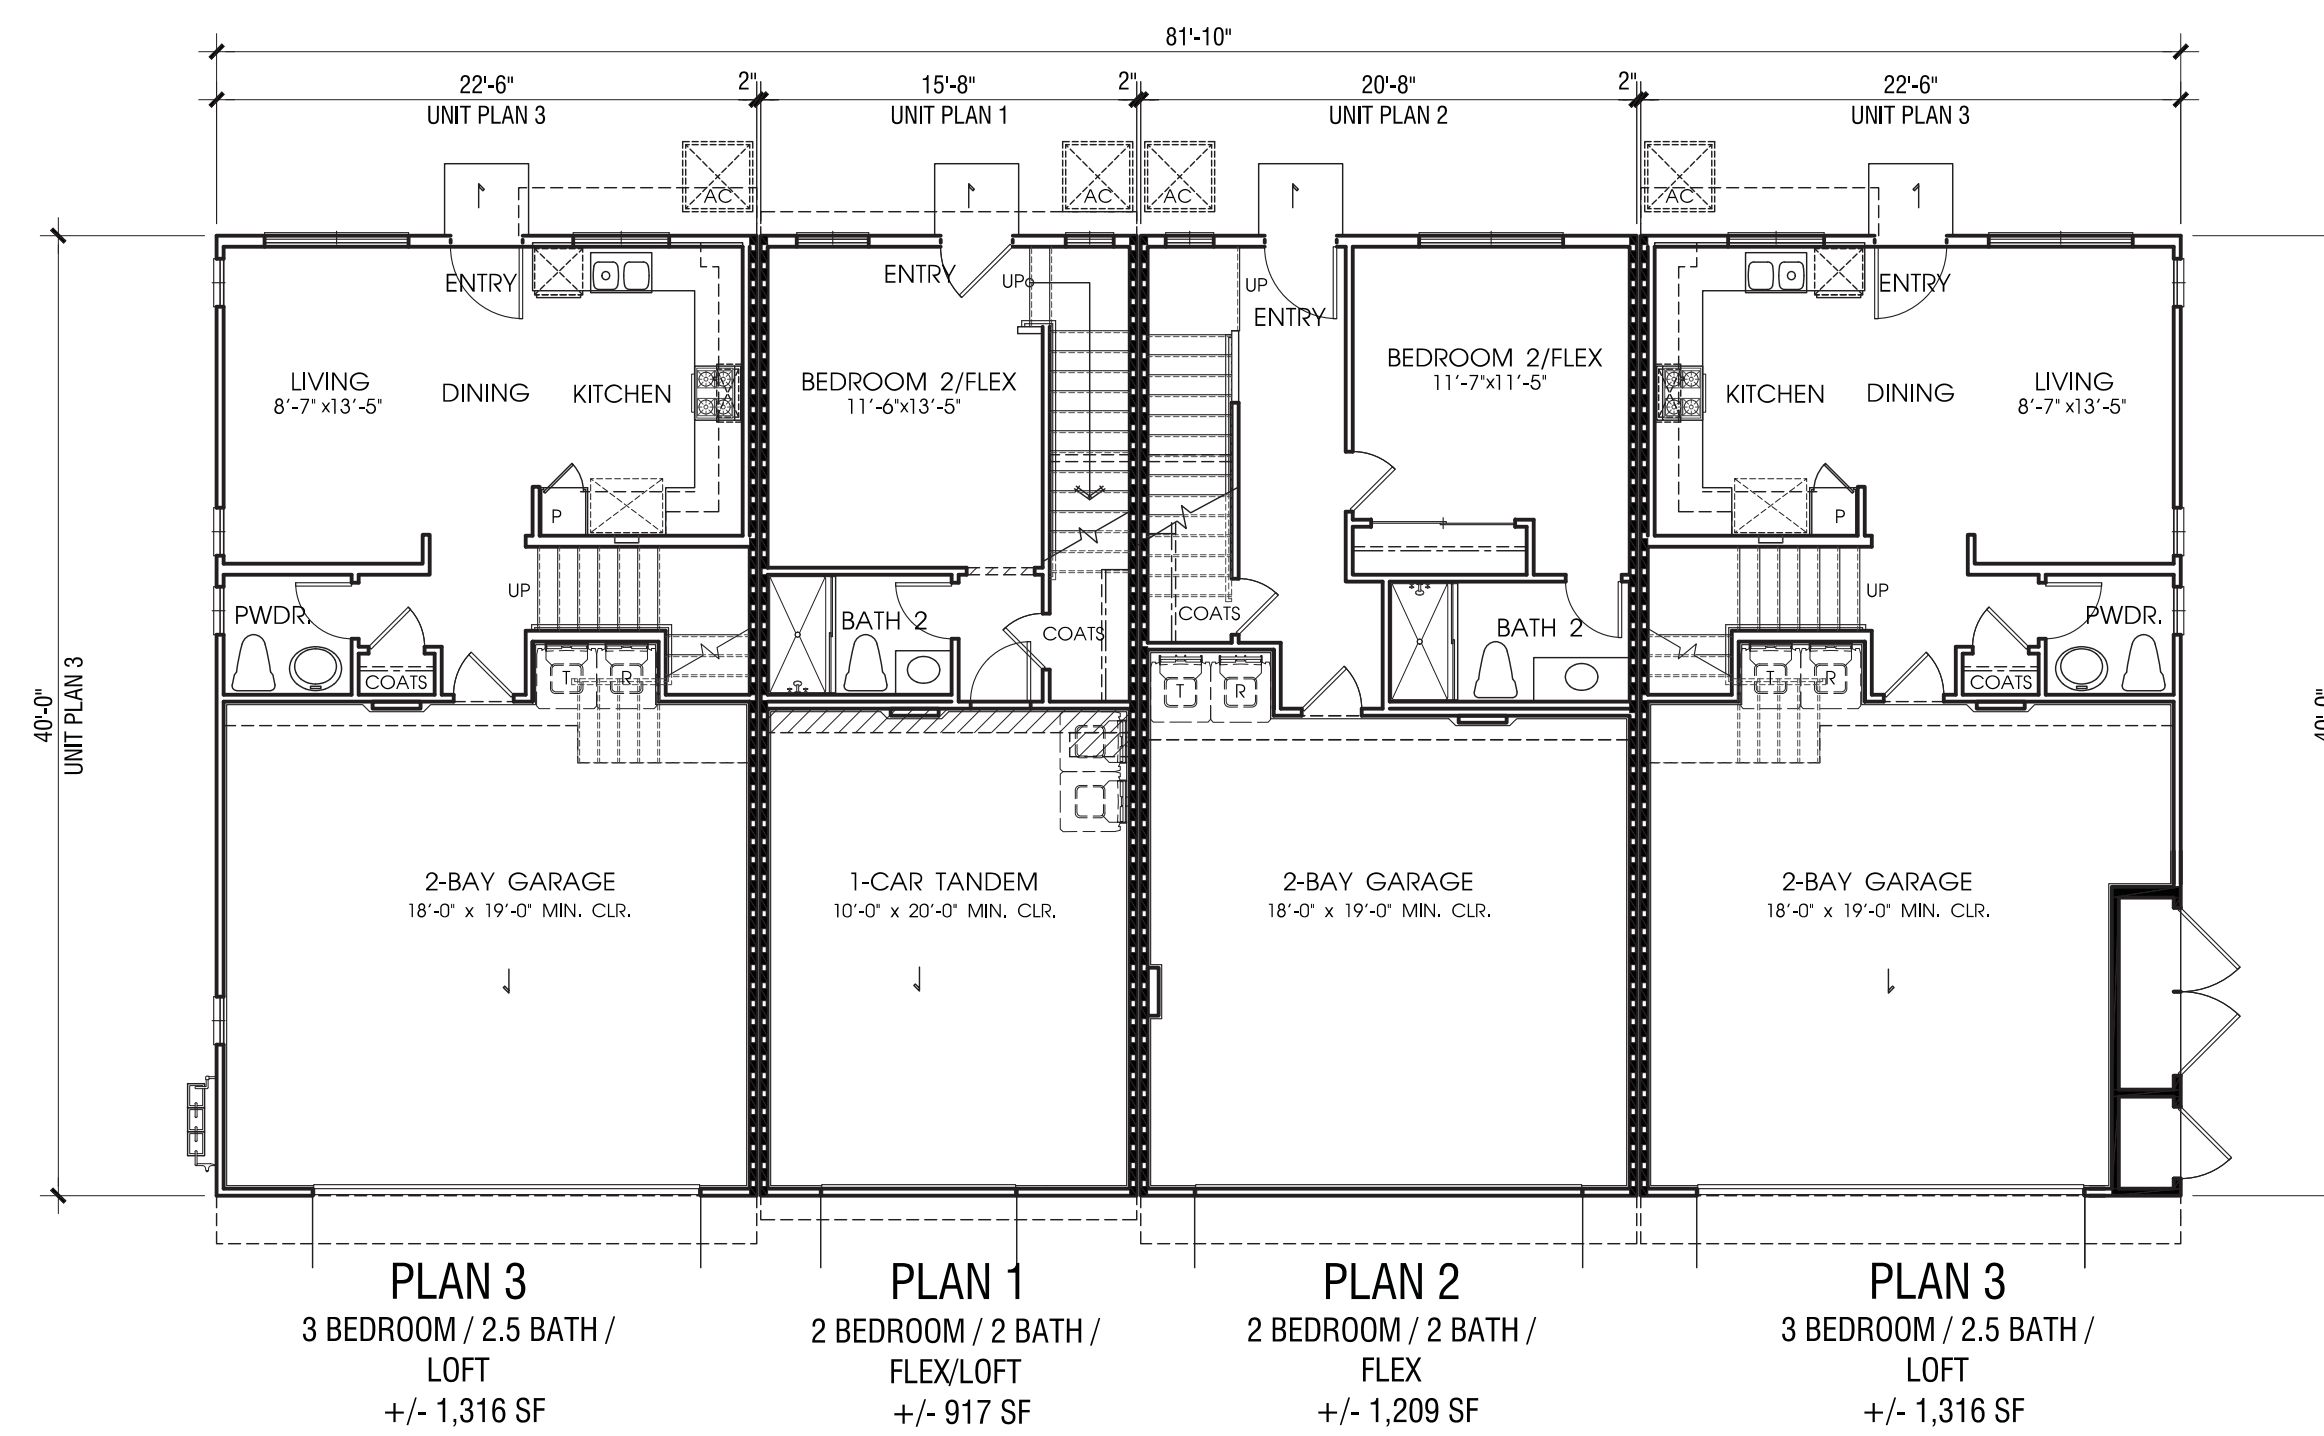 81'-10"
22'-6" 2" 15'-8" 2" 20'-8" 2" 22'-6"
UNIT PLAN 3 UNIT PLAN 1 UNIT PLAN 2 UNIT PLAN 3
AC AC AC AC
ENTRY ENTRY UP UP ENTRY
ENTRY
BEDROOM 2/FLEX
11'-7"x11'-5"
LIVING DINING KITCHEN BEDROOM 2/FLEX KITCHEN DINING LIVING
8'-7" x13'-5" 11'-6"x13'-5" 8'-7" x13'-5"
P P
UP UP
PWDR. BATH 2 COATS COATS BATH 2 PWDR.
COATS T R T R T R COATS
40'-0"
UNIT PLAN 3
40'-0"
2-BAY GARAGE 1-CAR TANDEM 2-BAY GARAGE 2-BAY GARAGE
18'-0" x 19'-0" MIN. CLR. 10'-0" x 20'-0" MIN. CLR. 18'-0" x 19'-0" MIN. CLR. 18'-0" x 19'-0" MIN. CLR.
PLAN 3
3 BEDROOM / 2.5 BATH /
LOFT
+/- 1,316 SF
PLAN 1
2 BEDROOM / 2 BATH /
FLEX/LOFT
+/- 917 SF
PLAN 2
2 BEDROOM / 2 BATH /
FLEX
+/- 1,209 SF
PLAN 3
3 BEDROOM / 2.5 BATH /
LOFT
+/- 1,316 SF